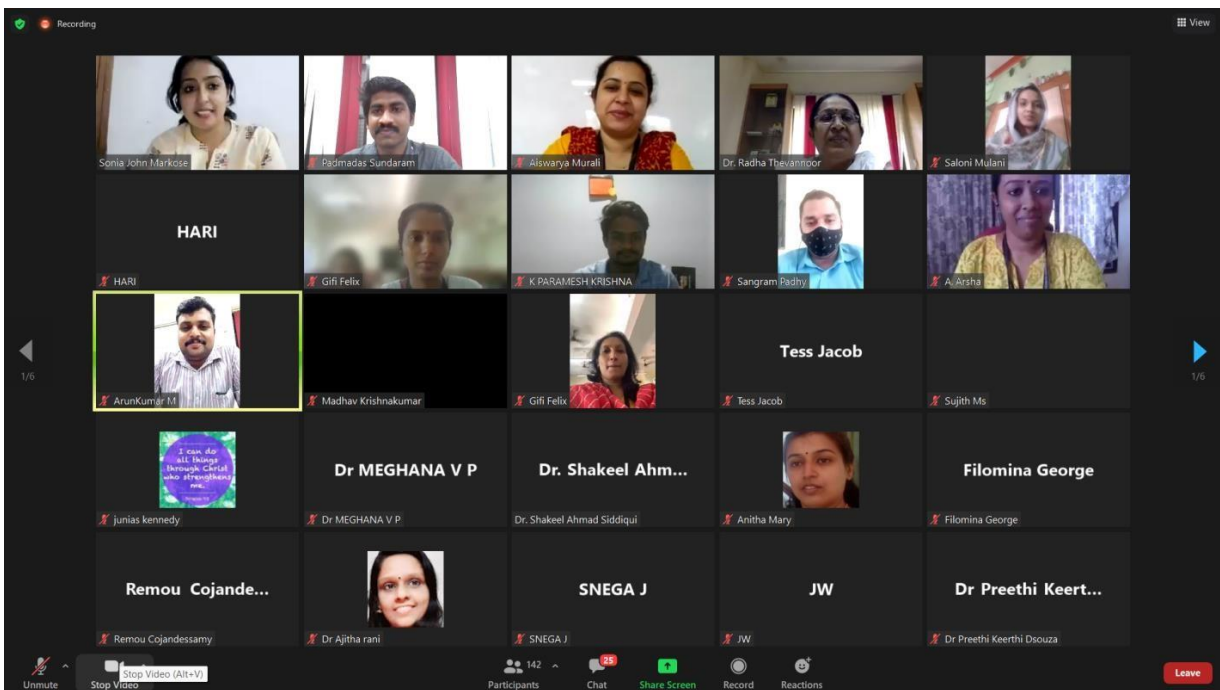 Recording
View
Sonia John Markose
Padmadas Sundaram
Aiswarya Murali
Dr. Radha Thevannoor
Saloni Mulani
HARI
HARI
Gifi Felix
K PARAMESH KRISHNA
Sangram Padhy
A. Arsha
1/6
1/6
ArunKumar M
Madhav Krishnakumar
Gifi Felix
Tess Jacob
Tess Jacob
Sujith Ms
I can do
all things
through Christ
who strengthens
me.
junias kennedy
Dr MEGHANA V P
Dr MEGHANA V P
Dr. Shakeel Ahm...
Dr. Shakeel Ahmad Siddiqui
Anitha Mary
Filomina George
Filomina George
Remou Cojande...
Remou Cojandessamy
Dr Ajitha rani
SNEGA J
SNEGA J
JW
JW
Dr Preethi Keert...
Dr Preethi Keerthi Dsouza
Unmute
Stop Video
Stop Video (Alt+V)
142
Participants
25
Chat
Share Screen
Record
Reactions
Leave